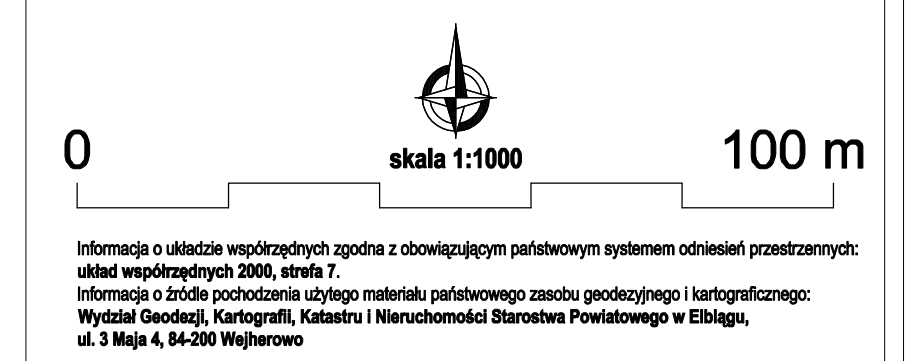 skala 1:1000
0 100 m
Informacja o układzie współrzędnych zgodna z obowiązującym państwowym systemem odniesień przestrzennych:
układ współrzędnych 2000, strefa 7.
Informacja o źródle pochodzenia użytego materiału państwowego zasobu geodezyjnego i kartograficznego:
Wydział Geodezji, Kartografii, Katastru i Nieruchomości Starostwa Powiatowego w Elblągu,
ul. 3 Maja 4, 84-200 Wejherowo